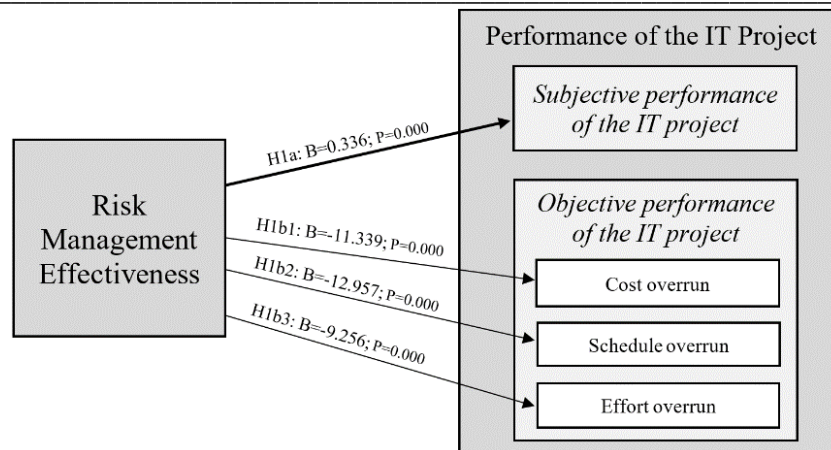 Performance of the IT Project
Subjective performance
of the IT project
H1a: B=0.336; P=0.000
Risk
Management
Effectiveness
Objective performance
of the IT project
H1b1: B=-11.339; P=0.000
Cost overrun
H1b2: B=-12.957; P=0.000
Schedule overrun
H1b3: B=-9.256; P=0.000
Effort overrun